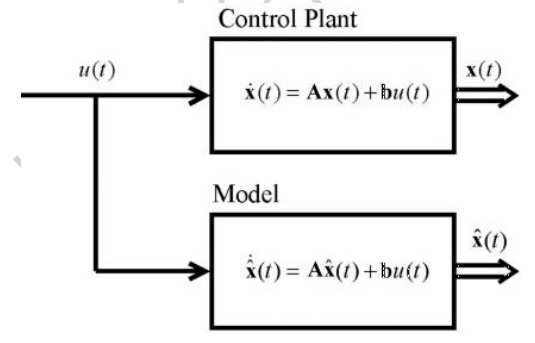 Control Plant
u(t)
ẋ(t) = Ax(t) + bu(t)
x(t)
Model
x̂̇(t) = Ax̂(t) + bu(t)
x̂(t)